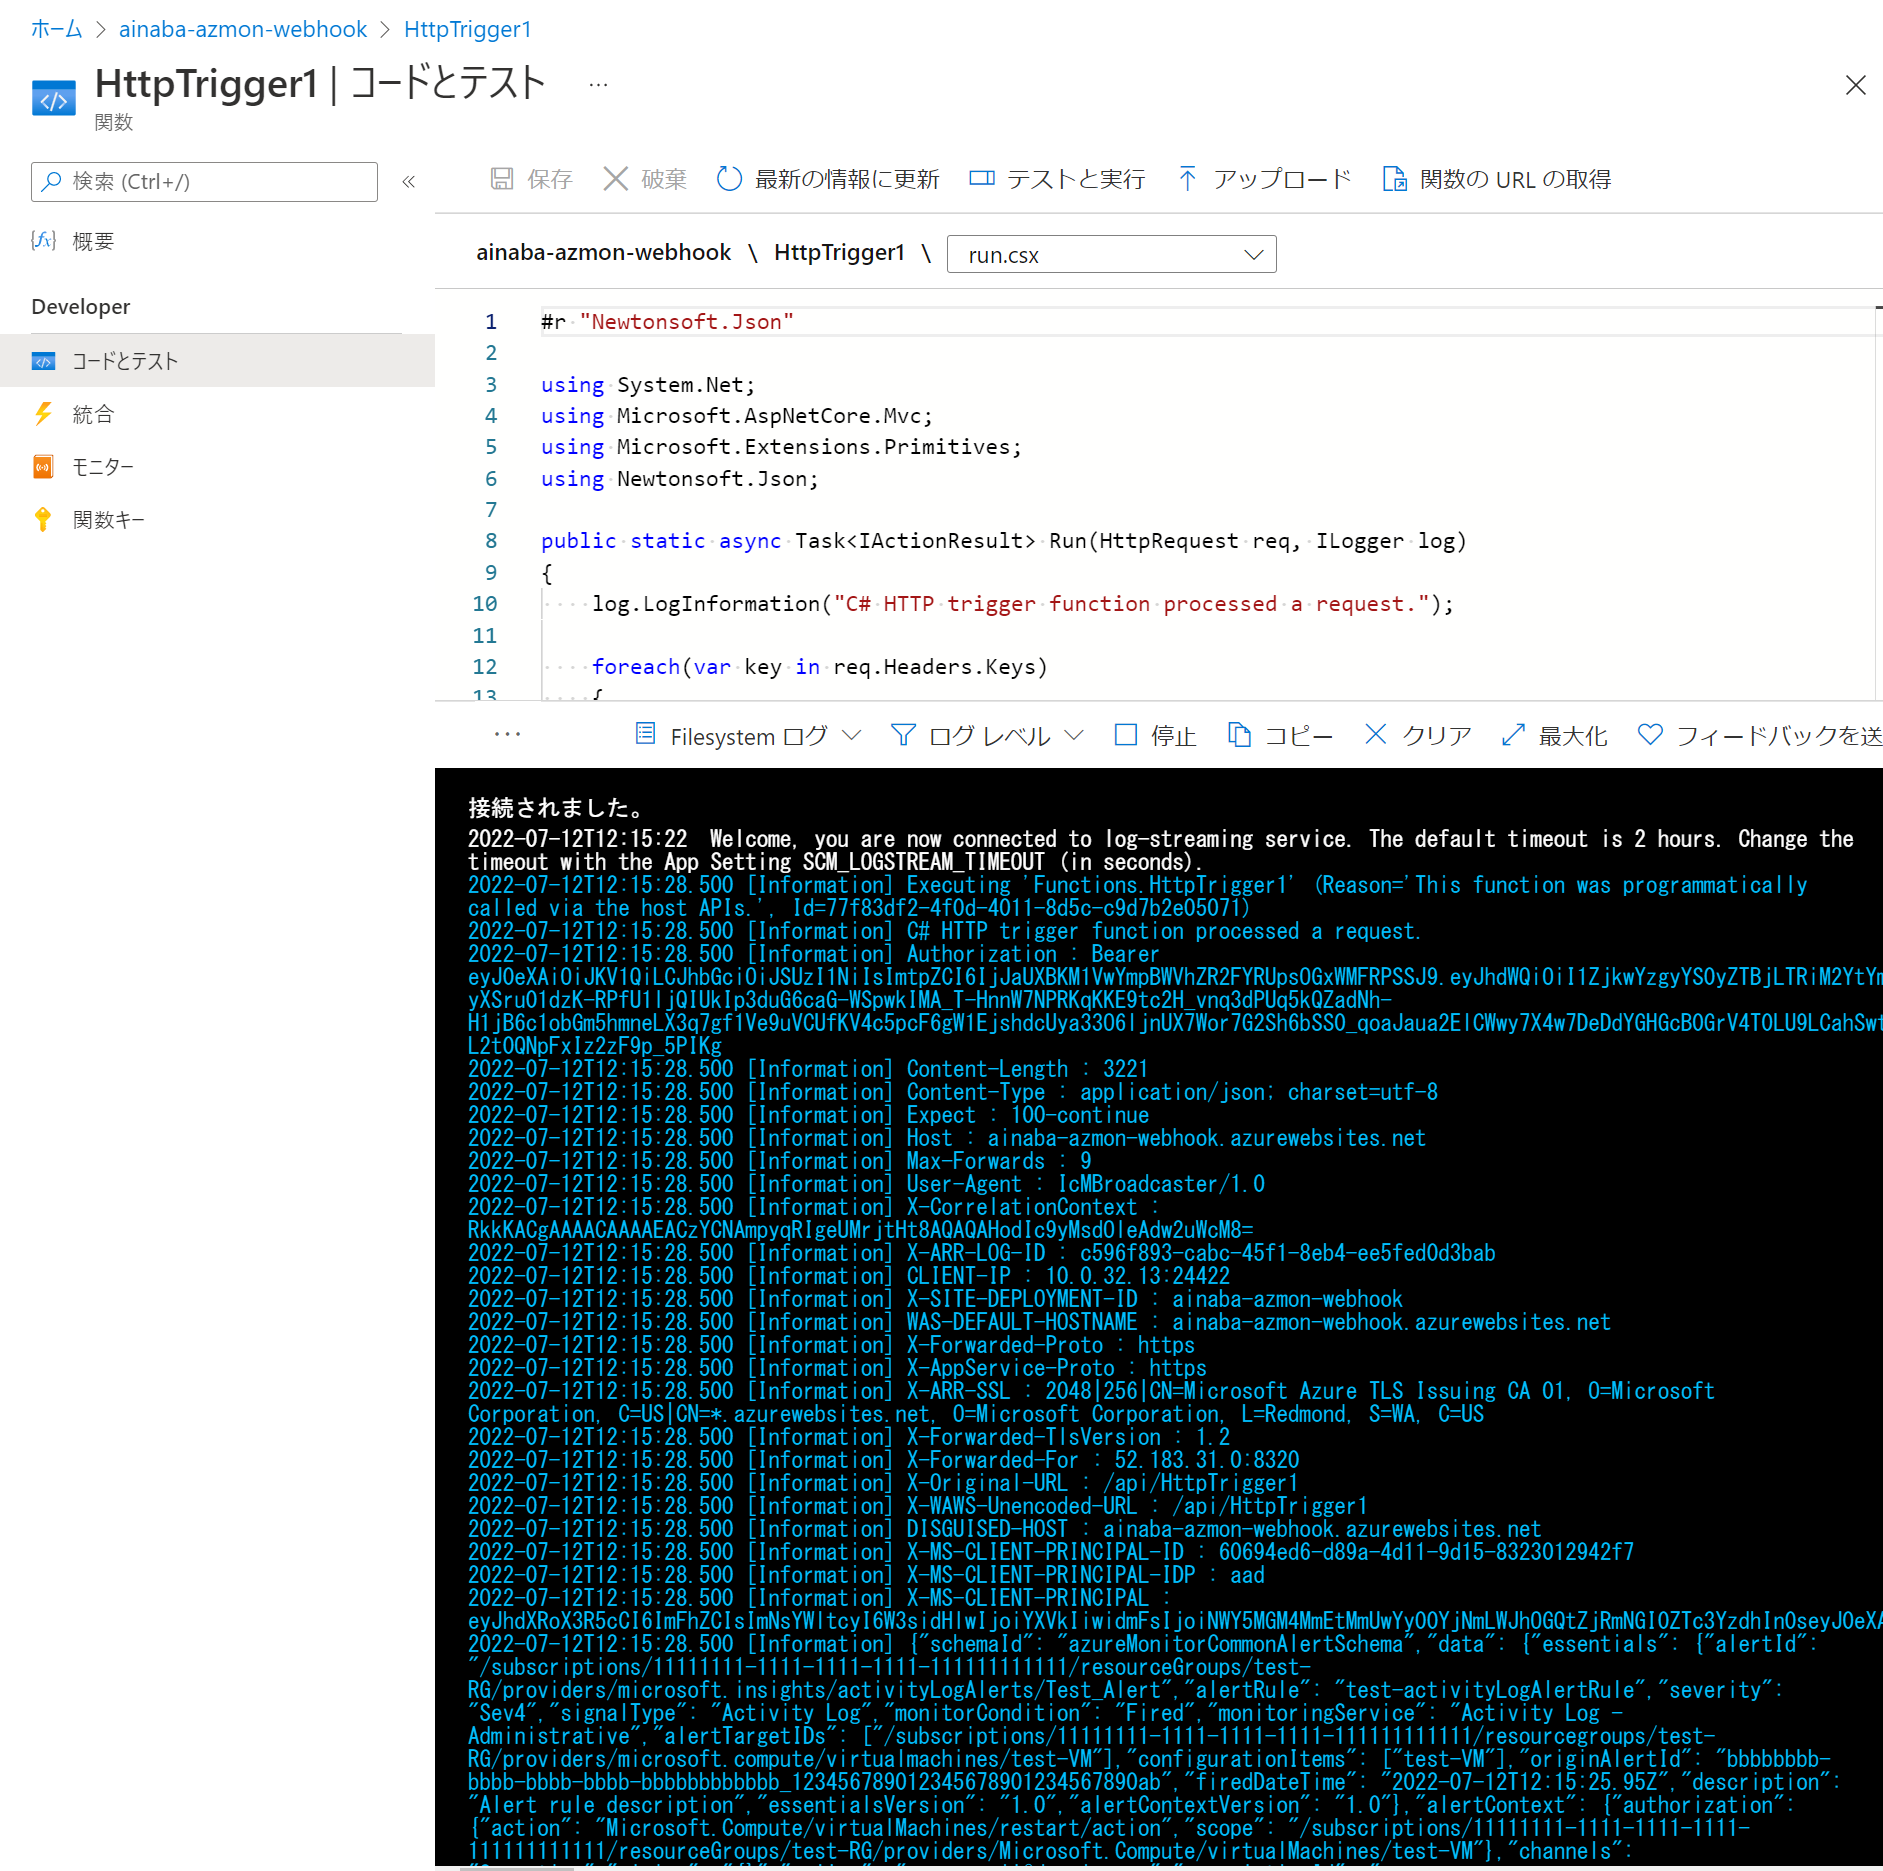 ホーム > ainaba-azmon-webhook > HttpTrigger1
HttpTrigger1 | コードとテスト ...
関数
検索 (Ctrl+/) «
保存 破棄 最新の情報に更新 テストと実行 アップロード 関数の URL の取得
概要
Developer
コードとテスト
統合
モニター
関数キー
ainaba-azmon-webhook \ HttpTrigger1 \ run.csx
1 #r "Newtonsoft.Json"
2
3 using System.Net;
4 using Microsoft.AspNetCore.Mvc;
5 using Microsoft.Extensions.Primitives;
6 using Newtonsoft.Json;
7
8 public static async Task<IActionResult> Run(HttpRequest req, ILogger log)
9 {
10 log.LogInformation("C# HTTP trigger function processed a request.");
11
12 foreach(var key in req.Headers.Keys)
13 {
... Filesystem ログ ログ レベル 停止 コピー クリア 最大化 フィードバックを送
接続されました。
2022-07-12T12:15:22 Welcome, you are now connected to log-streaming service. The default timeout is 2 hours. Change the
timeout with the App Setting SCM_LOGSTREAM_TIMEOUT (in seconds).
2022-07-12T12:15:28.500 [Information] Executing 'Functions.HttpTrigger1' (Reason='This function was programmatically
called via the host APIs.', Id=77f83df2-4f0d-4011-8d5c-c9d7b2e05071)
2022-07-12T12:15:28.500 [Information] C# HTTP trigger function processed a request.
2022-07-12T12:15:28.500 [Information] Authorization : Bearer
2022-07-12T12:15:28.500 [Information] Content-Length : 3221
2022-07-12T12:15:28.500 [Information] Content-Type : application/json; charset=utf-8
2022-07-12T12:15:28.500 [Information] Expect : 100-continue
2022-07-12T12:15:28.500 [Information] Host : ainaba-azmon-webhook.azurewebsites.net
2022-07-12T12:15:28.500 [Information] Max-Forwards : 9
2022-07-12T12:15:28.500 [Information] User-Agent : IcMBroadcaster/1.0
2022-07-12T12:15:28.500 [Information] X-CorrelationContext :
RkkKACgAAAACAAAAEACzYCNAmpyqRIgeUMrjtHt8AQAQAHodIc9yMsd0leAdw2uWcM8=
2022-07-12T12:15:28.500 [Information] X-ARR-LOG-ID : c596f893-cabc-45f1-8eb4-ee5fed0d3bab
2022-07-12T12:15:28.500 [Information] CLIENT-IP : 10.0.32.13:24422
2022-07-12T12:15:28.500 [Information] X-SITE-DEPLOYMENT-ID : ainaba-azmon-webhook
2022-07-12T12:15:28.500 [Information] WAS-DEFAULT-HOSTNAME : ainaba-azmon-webhook.azurewebsites.net
2022-07-12T12:15:28.500 [Information] X-Forwarded-Proto : https
2022-07-12T12:15:28.500 [Information] X-AppService-Proto : https
2022-07-12T12:15:28.500 [Information] X-ARR-SSL : 2048|256|CN=Microsoft Azure TLS Issuing CA 01, O=Microsoft
Corporation, C=US|CN=*.azurewebsites.net, O=Microsoft Corporation, L=Redmond, S=WA, C=US
2022-07-12T12:15:28.500 [Information] X-Forwarded-TlsVersion : 1.2
2022-07-12T12:15:28.500 [Information] X-Forwarded-For : 52.183.31.0:8320
2022-07-12T12:15:28.500 [Information] X-Original-URL : /api/HttpTrigger1
2022-07-12T12:15:28.500 [Information] X-WAWS-Unencoded-URL : /api/HttpTrigger1
2022-07-12T12:15:28.500 [Information] DISGUISED-HOST : ainaba-azmon-webhook.azurewebsites.net
2022-07-12T12:15:28.500 [Information] X-MS-CLIENT-PRINCIPAL-ID : 60694ed6-d89a-4d11-9d15-8323012942f7
2022-07-12T12:15:28.500 [Information] X-MS-CLIENT-PRINCIPAL-IDP : aad
2022-07-12T12:15:28.500 [Information] X-MS-CLIENT-PRINCIPAL :
2022-07-12T12:15:28.500 [Information] {"schemaId": "azureMonitorCommonAlertSchema","data": {"essentials": {"alertId":
"/subscriptions/11111111-1111-1111-1111-111111111111/resourceGroups/test-
RG/providers/microsoft.insights/activityLogAlerts/Test_Alert","alertRule": "test-activityLogAlertRule","severity":
"Sev4","signalType": "Activity Log","monitorCondition": "Fired","monitoringService": "Activity Log -
Administrative","alertTargetIDs": ["/subscriptions/11111111-1111-1111-1111-111111111111/resourcegroups/test-
RG/providers/microsoft.compute/virtualmachines/test-VM"],"configurationItems": ["test-VM"],"originAlertId": "bbbbbbbb-
bbbb-bbbb-bbbb-bbbbbbbbbbbb_123456789012345678901234567890ab","firedDateTime": "2022-07-12T12:15:25.95Z","description":
"Alert rule description","essentialsVersion": "1.0","alertContextVersion": "1.0"},"alertContext": {"authorization":
{"action": "Microsoft.Compute/virtualMachines/restart/action","scope": "/subscriptions/11111111-1111-1111-1111-
111111111111/resourceGroups/test-RG/providers/Microsoft.Compute/virtualMachines/test-VM"},"channels":